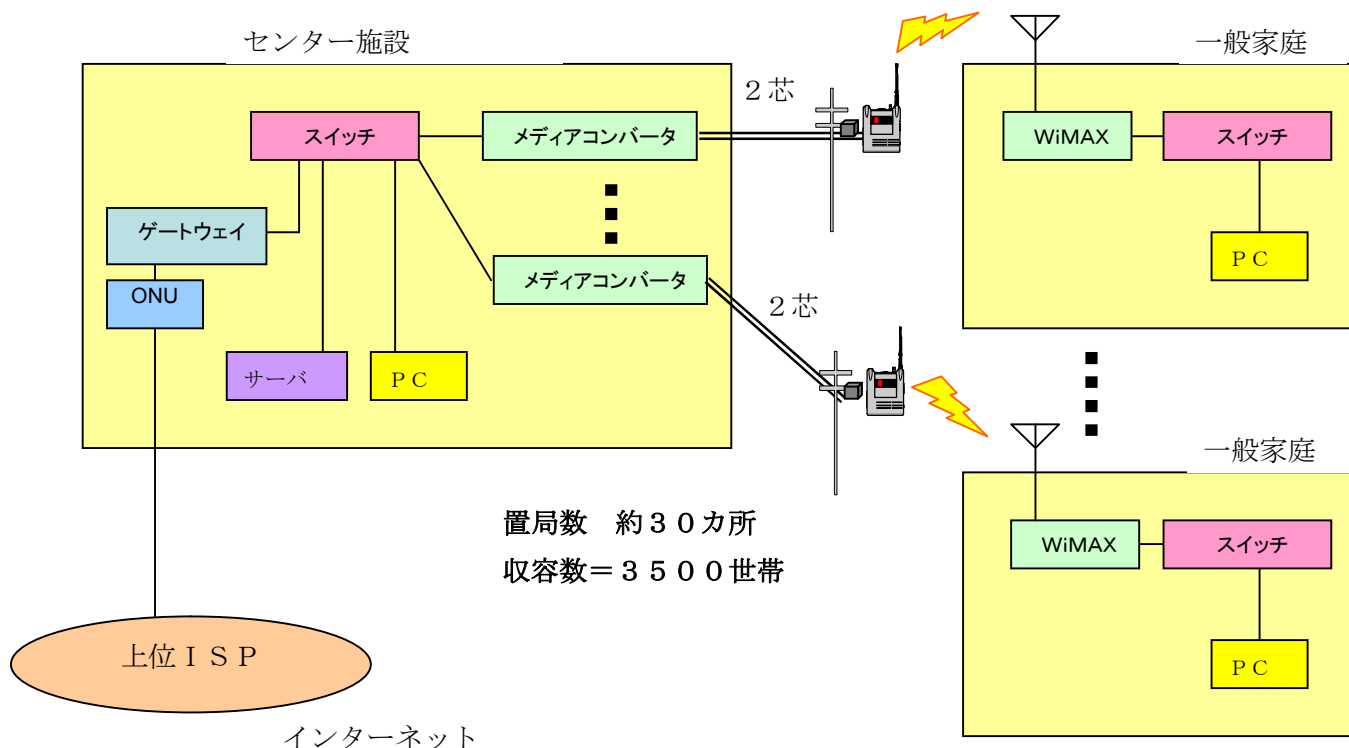 センター施設
一般家庭
２芯
スイッチ
メディアコンバータ
WiMAX
スイッチ
ゲートウェイ
メディアコンバータ
ＰＣ
ONU
２芯
サーバ
ＰＣ
一般家庭
置局数　約３０カ所
収容数＝３５００世帯
WiMAX
スイッチ
上位ＩＳＰ
ＰＣ
インターネット